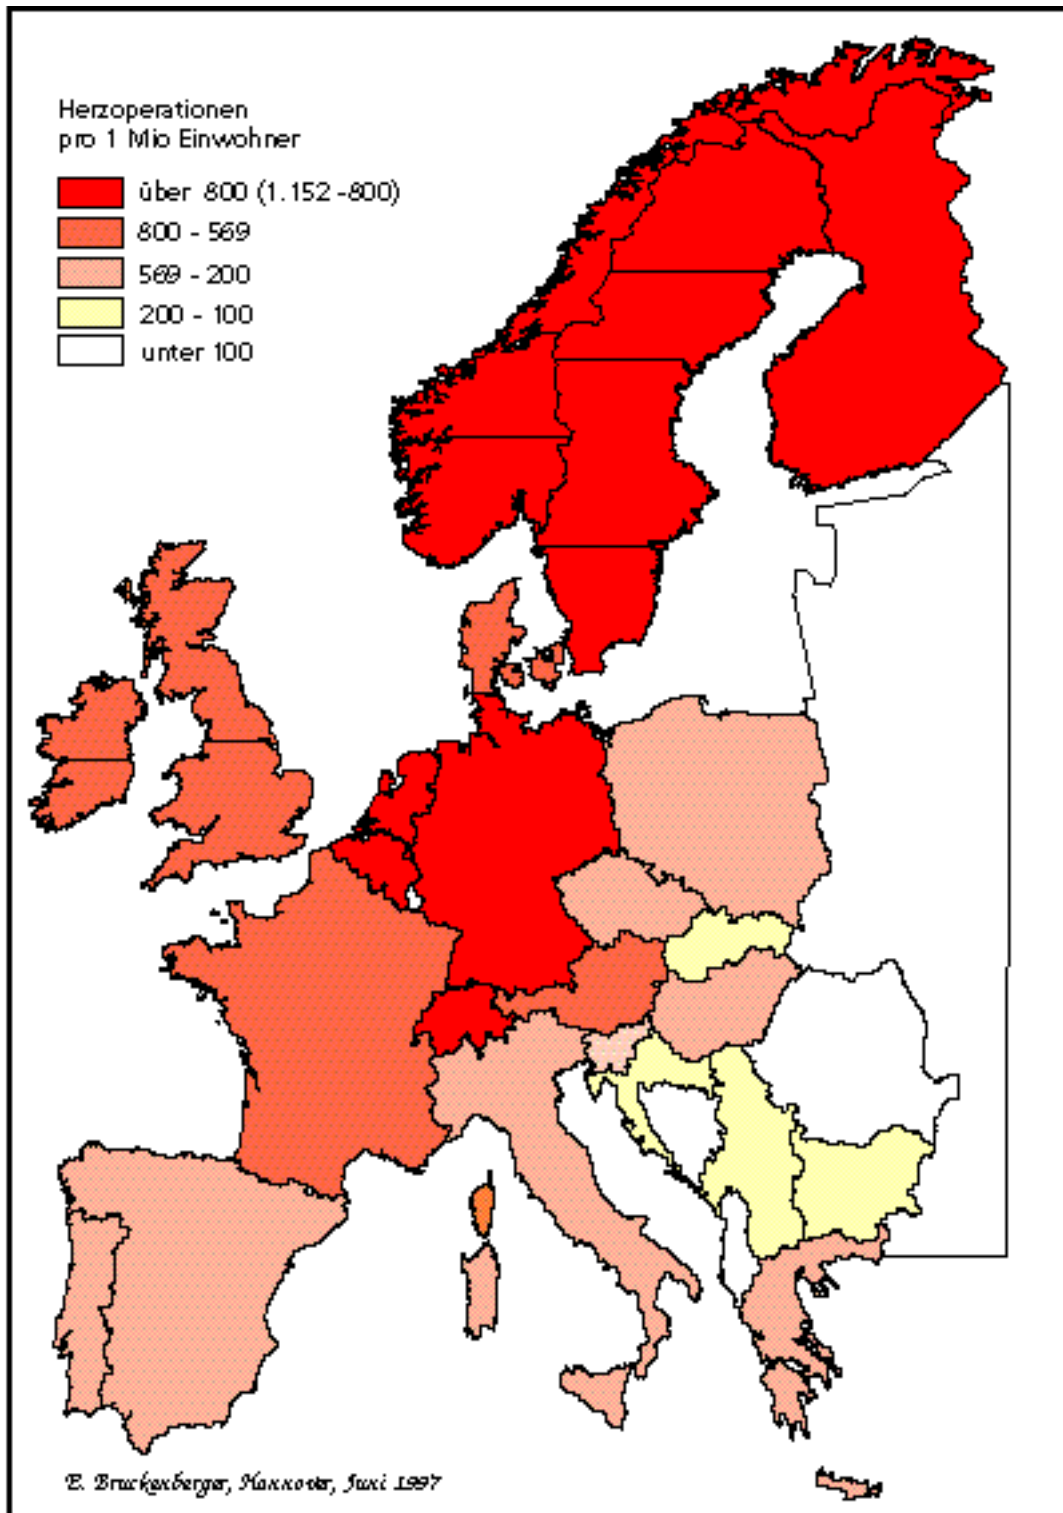 Herzoperationen
pro 1 Mio Einwohner
über 800 (1.152 -800)
800 - 569
569 - 200
200 - 100
unter 100
E. Bruckenberger, Hannover, Juni 1997